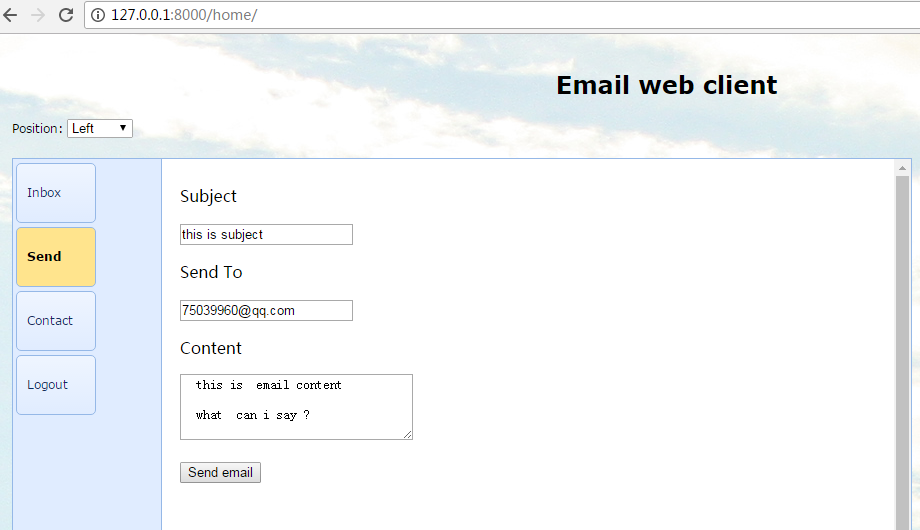 127.0.0.1:8000/home/
Email web client
Position: Left
Inbox
Send
Contact
Logout
Subject
this is subject
Send To
75039960@qq.com
Content
this is  email content
what  can i say ?
Send email